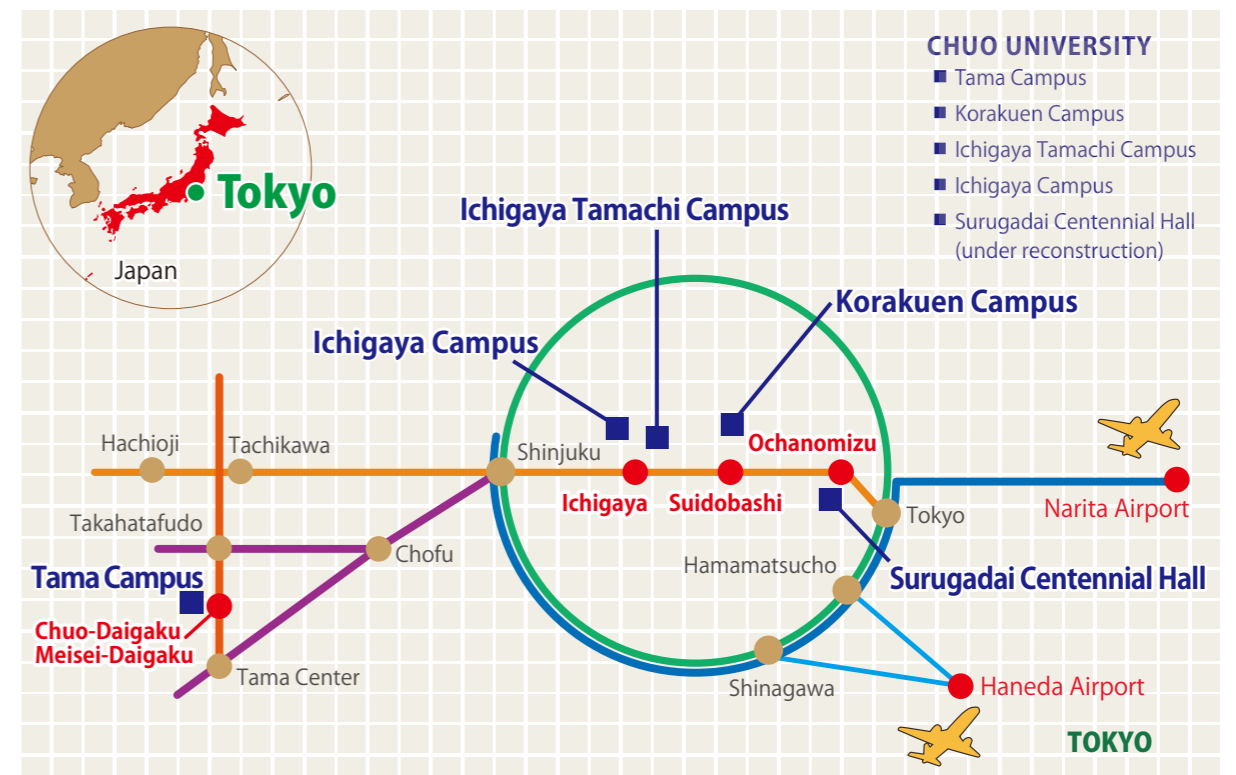 CHUO UNIVERSITY
Tama Campus
Korakuen Campus
Ichigaya Tamachi Campus
Ichigaya Campus
Surugadai Centennial Hall
(under reconstruction)
Tokyo
Japan
Ichigaya Tamachi Campus
Korakuen Campus
Ichigaya Campus
Hachioji
Tachikawa
Shinjuku
Ochanomizu
Ichigaya
Suidobashi
Tokyo
Narita Airport
Takahatafudo
Chofu
Hamamatsucho
Surugadai Centennial Hall
Tama Campus
Chuo-Daigaku
Meisei-Daigaku
Tama Center
Shinagawa
Haneda Airport
TOKYO